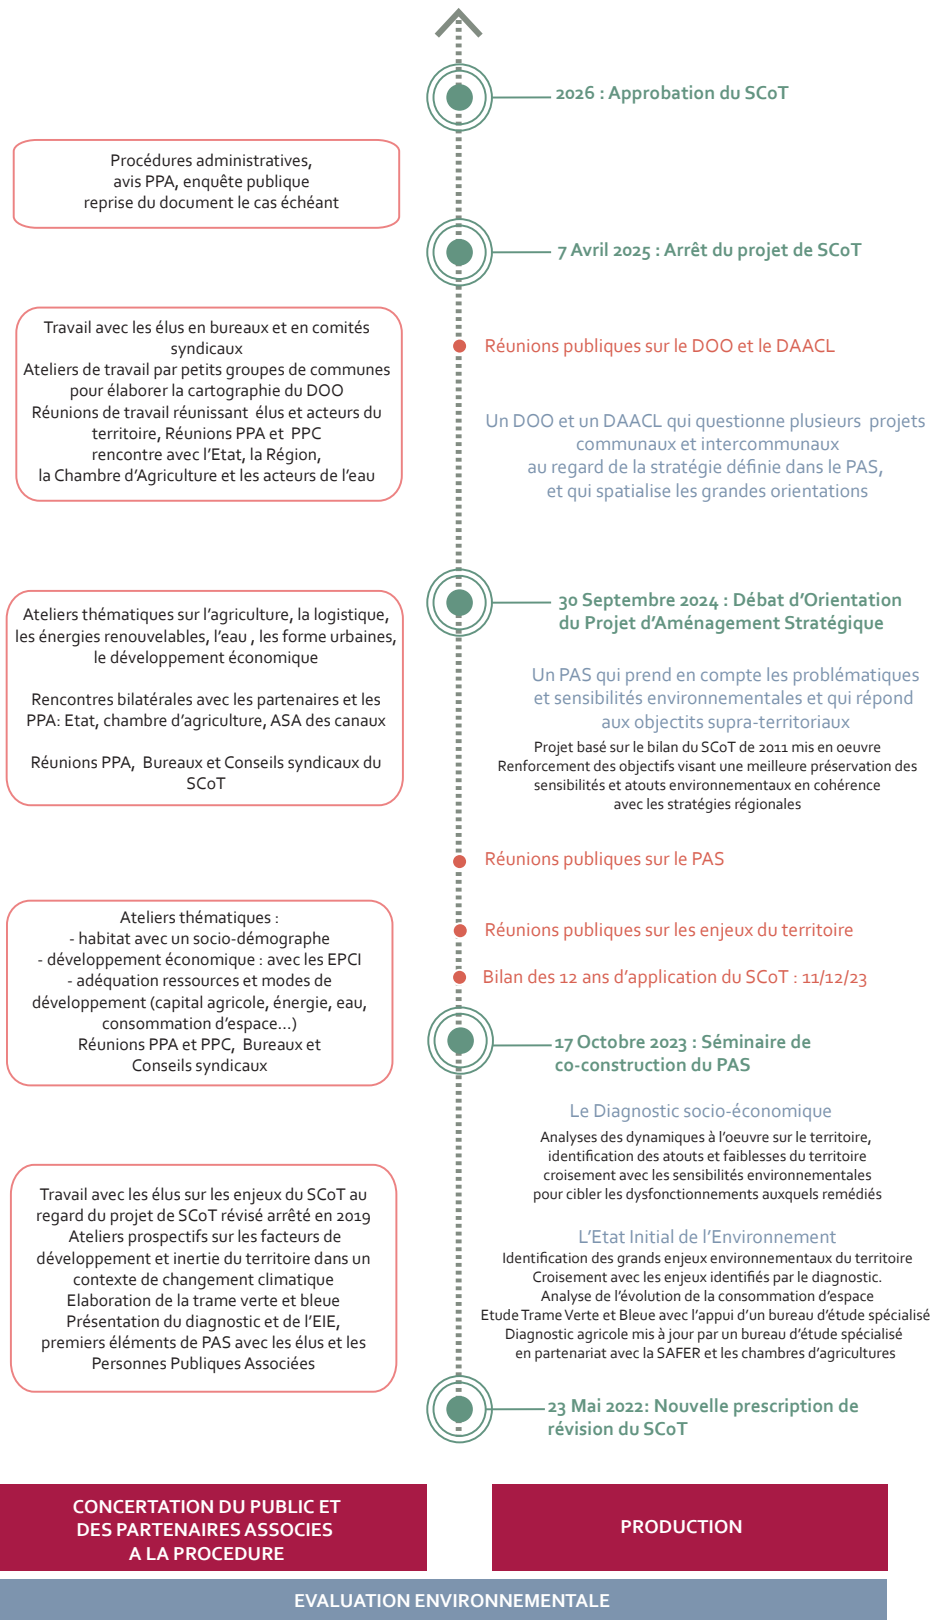 2026 : Approbation du SCoT
Procédures administratives,
avis PPA, enquête publique
reprise du document le cas échéant
7 Avril 2025 : Arrêt du projet de SCoT
Travail avec les élus en bureaux et en comités
syndicaux
Ateliers de travail par petits groupes de communes
pour élaborer la cartographie du DOO
Réunions de travail réunissant élus et acteurs du
territoire, Réunions PPA et PPC
rencontre avec l'Etat, la Région,
la Chambre d'Agriculture et les acteurs de l'eau
Réunions publiques sur le DOO et le DAACL
Un DOO et un DAACL qui questionne plusieurs projets
communaux et intercommunaux
au regard de la stratégie définie dans le PAS,
et qui spatialise les grandes orientations
30 Septembre 2024 : Débat d'Orientation
du Projet d'Aménagement Stratégique
Ateliers thématiques sur l'agriculture, la logistique,
les énergies renouvelables, l'eau , les forme urbaines,
le développement économique
Rencontres bilatérales avec les partenaires et les
PPA: Etat, chambre d'agriculture, ASA des canaux
Réunions PPA, Bureaux et Conseils syndicaux du
SCoT
Un PAS qui prend en compte les problématiques
et sensibilités environnementales et qui répond
aux objectits supra-territoriaux
Projet basé sur le bilan du SCoT de 2011 mis en oeuvre
Renforcement des objectifs visant une meilleure préservation des
sensibilités et atouts environnementaux en cohérence
avec les stratégies régionales
Réunions publiques sur le PAS
Réunions publiques sur les enjeux du territoire
Bilan des 12 ans d'application du SCoT : 11/12/23
Ateliers thématiques :
- habitat avec un socio-démographe
- développement économique : avec les EPCI
- adéquation ressources et modes de
développement (capital agricole, énergie, eau,
consommation d'espace...)
Réunions PPA et PPC, Bureaux et
Conseils syndicaux
17 Octobre 2023 : Séminaire de
co-construction du PAS
Le Diagnostic socio-économique
Analyses des dynamiques à l'oeuvre sur le territoire,
identification des atouts et faiblesses du territoire
croisement avec les sensibilités environnementales
pour cibler les dysfonctionnements auxquels remédiés
Travail avec les élus sur les enjeux du SCoT au
regard du projet de SCoT révisé arrêté en 2019
Ateliers prospectifs sur les facteurs de
développement et inertie du territoire dans un
contexte de changement climatique
Elaboration de la trame verte et bleue
Présentation du diagnostic et de l'EIE,
premiers éléments de PAS avec les élus et les
Personnes Publiques Associées
L'Etat Initial de l'Environnement
Identification des grands enjeux environnementaux du territoire
Croisement avec les enjeux identifiés par le diagnostic.
Analyse de l'évolution de la consommation d'espace
Etude Trame Verte et Bleue avec l'appui d'un bureau d'étude spécialisé
Diagnostic agricole mis à jour par un bureau d'étude spécialisé
en partenariat avec la SAFER et les chambres d'agricultures
23 Mai 2022: Nouvelle prescription de
révision du SCoT
CONCERTATION DU PUBLIC ET
DES PARTENAIRES ASSOCIES
A LA PROCEDURE
PRODUCTION
EVALUATION ENVIRONNEMENTALE